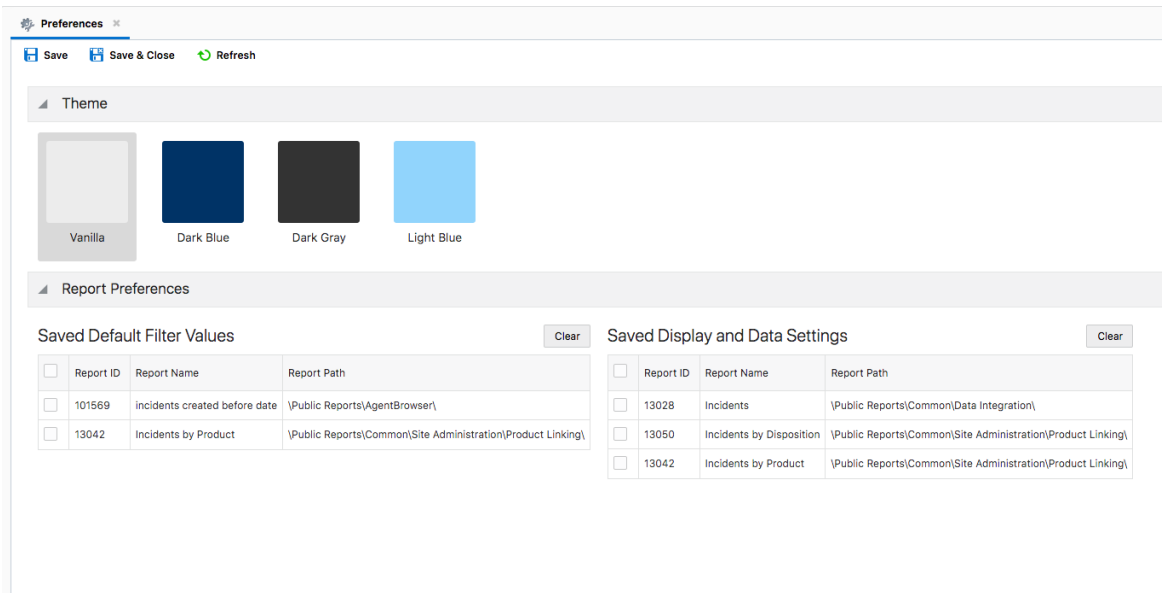 Preferences
Save Save & Close Refresh
Theme
Vanilla Dark Blue Dark Gray Light Blue
Report Preferences
Saved Default Filter Values Clear
Report ID Report Name Report Path
101569 incidents created before date \Public Reports\AgentBrowser\
13042 Incidents by Product \Public Reports\Common\Site Administration\Product Linking\
Saved Display and Data Settings Clear
Report ID Report Name Report Path
13028 Incidents \Public Reports\Common\Data Integration\
13050 Incidents by Disposition \Public Reports\Common\Site Administration\Product Linking\
13042 Incidents by Product \Public Reports\Common\Site Administration\Product Linking\